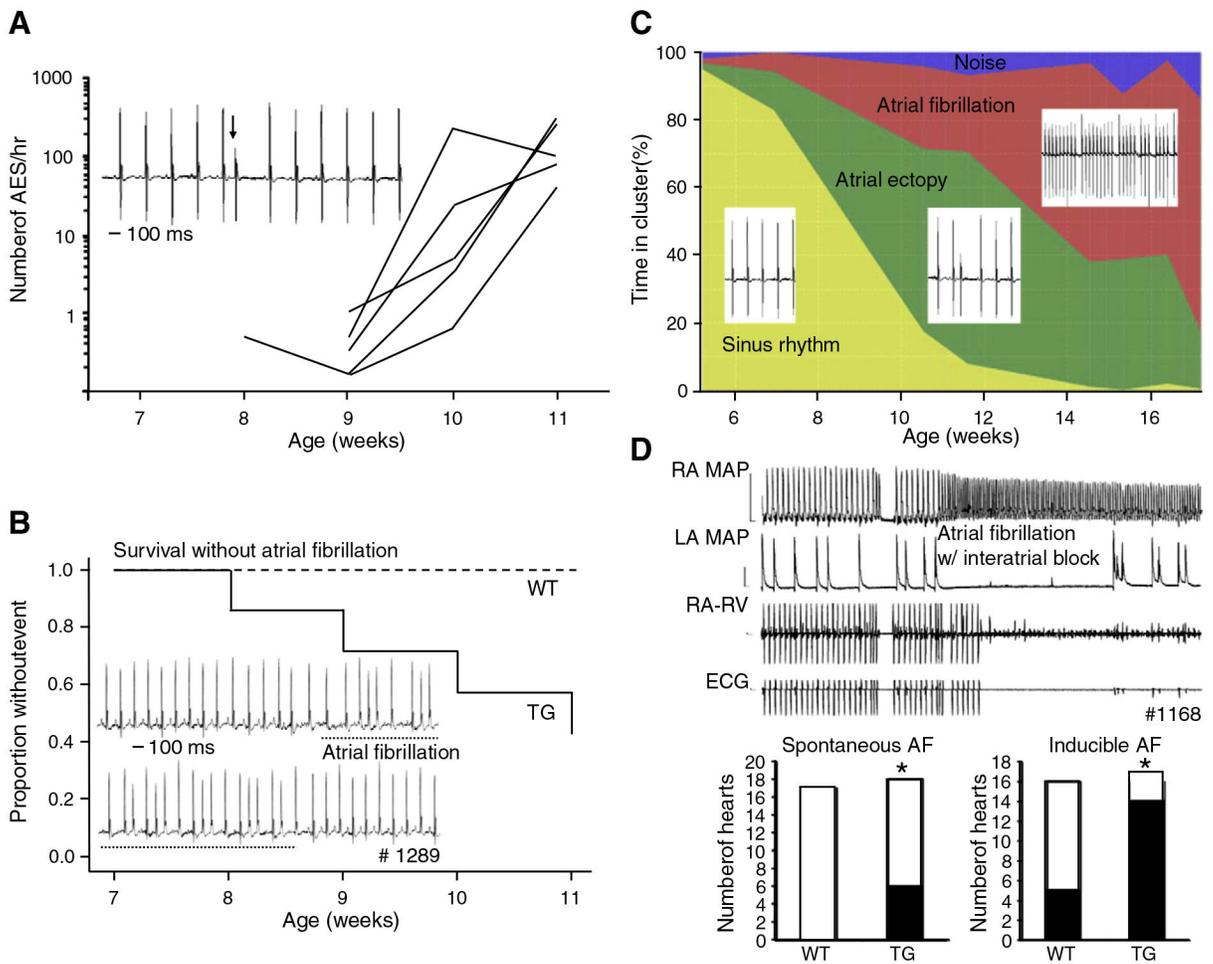 A
Numberof AES/hr
1000
100
10
1
– 100 ms
7 8 9 10 11
Age (weeks)
B
Survival without atrial fibrillation
Proportion withoutevent
1.0
0.8
0.6
0.4
0.2
0.0
WT
TG
– 100 ms
Atrial fibrillation
# 1289
7 8 9 10 11
Age (weeks)
C
Time in cluster(%)
100
80
60
40
20
0
Noise
Atrial fibrillation
Atrial ectopy
Sinus rhythm
6 8 10 12 14 16
Age (weeks)
D
RA MAP
LA MAP
Atrial fibrillation
w/ interatrial block
RA-RV
ECG
#1168
Spontaneous AF
Numberof hearts
20
18
16
14
12
10
8
6
4
2
0
*
WT TG
Inducible AF
Numberof hearts
18
16
14
12
10
8
6
4
2
0
*
WT TG